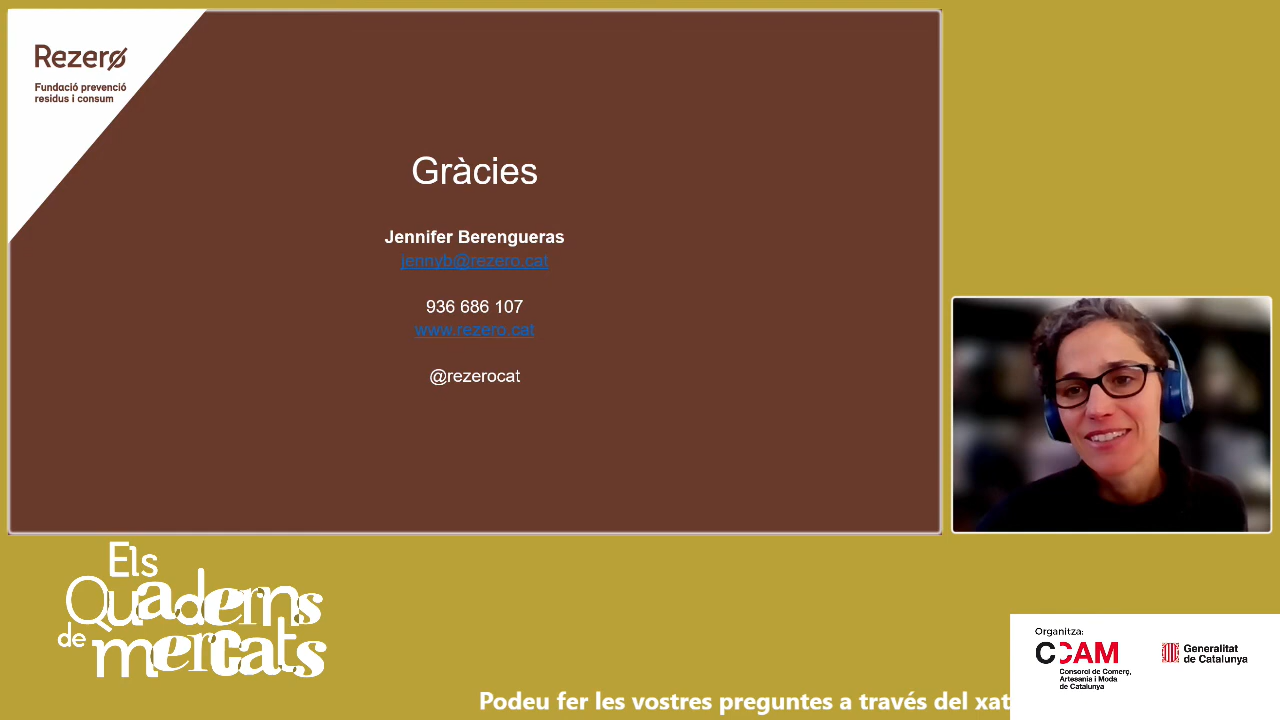 Rezero
Fundació prevenció
residus i consum
Gràcies
Jennifer Berengueras
jennyb@rezero.cat
936 686 107
www.rezero.cat
@rezerocat
Els
Quaderns
de mercats
Organitza:
CCAM
Consorci de Comerç,
Artesania i Moda
de Catalunya
Generalitat
de Catalunya
Podeu fer les vostres preguntes a través del xat